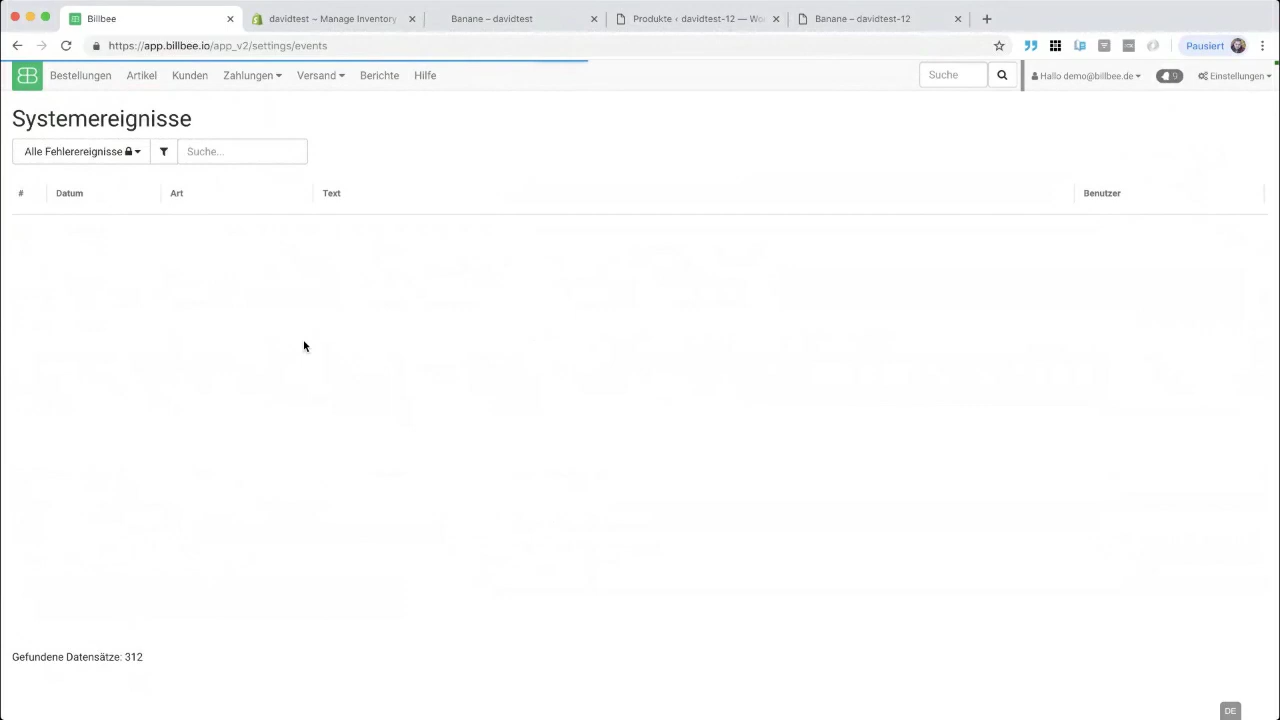 Billbee
davidtest ~ Manage Inventory
Banane – davidtest
Produkte ‹ davidtest-12 — Wo
Banane – davidtest-12
https://app.billbee.io/app_v2/settings/events
Pausiert
Bestellungen
Artikel
Kunden
Zahlungen
Versand
Berichte
Hilfe
Suche
Hallo demo@billbee.de
Einstellungen
Systemereignisse
Alle Fehlerereignisse
Suche...
#
Datum
Art
Text
Benutzer
Gefundene Datensätze: 312
DE